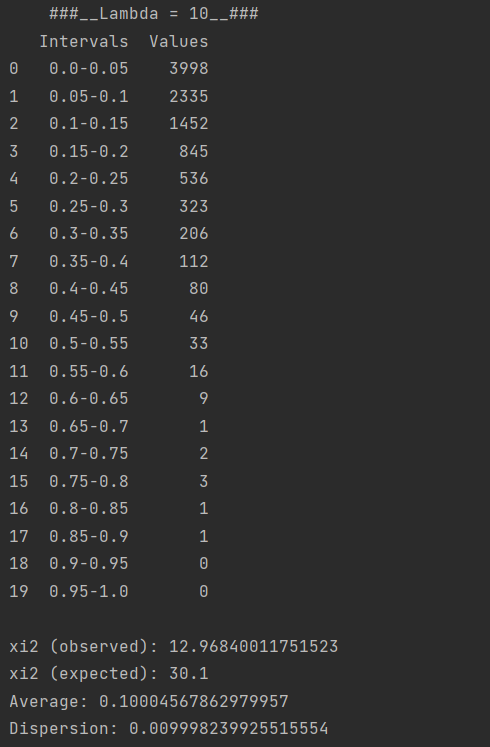 ###__Lambda = 10__###
Intervals Values
0 0.0-0.05 3998
1 0.05-0.1 2335
2 0.1-0.15 1452
3 0.15-0.2 845
4 0.2-0.25 536
5 0.25-0.3 323
6 0.3-0.35 206
7 0.35-0.4 112
8 0.4-0.45 80
9 0.45-0.5 46
10 0.5-0.55 33
11 0.55-0.6 16
12 0.6-0.65 9
13 0.65-0.7 1
14 0.7-0.75 2
15 0.75-0.8 3
16 0.8-0.85 1
17 0.85-0.9 1
18 0.9-0.95 0
19 0.95-1.0 0
xi2 (observed): 12.96840011751523
xi2 (expected): 30.1
Average: 0.10004567862979957
Dispersion: 0.009998239925515554